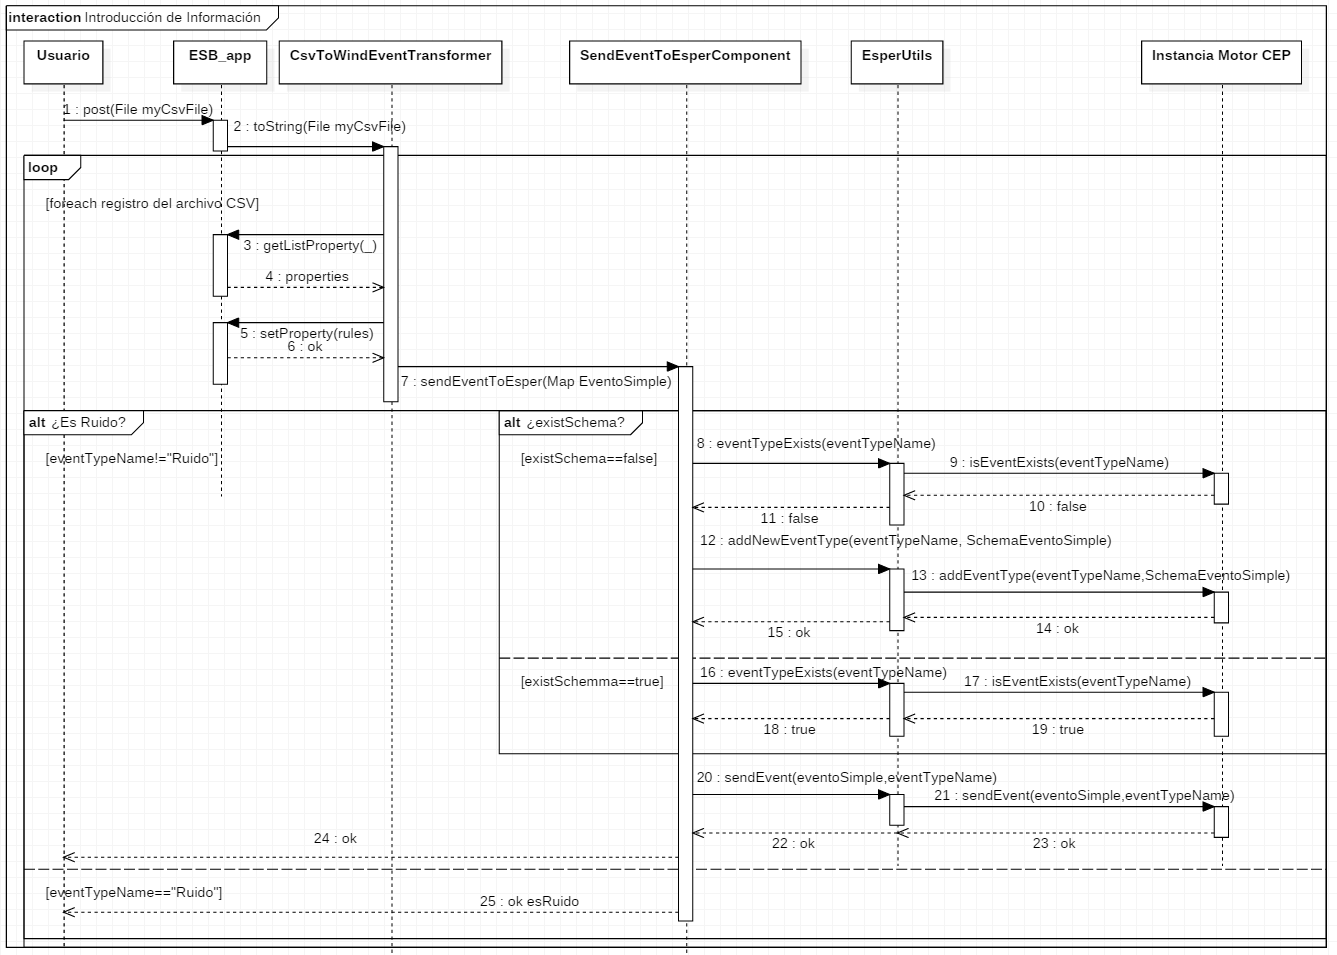 interaction Introducción de Información
Usuario
ESB_app
CsvToWindEventTransformer
SendEventToEsperComponent
EsperUtils
Instancia Motor CEP
1 : post(File myCsvFile)
2 : toString(File myCsvFile)
loop
[foreach registro del archivo CSV]
3 : getListProperty(_)
4 : properties
5 : setProperty(rules)
6 : ok
7 : sendEventToEsper(Map EventoSimple)
alt ¿Es Ruido?
alt ¿existSchema?
[eventTypeName!="Ruido"]
[existSchema==false]
8 : eventTypeExists(eventTypeName)
9 : isEventExists(eventTypeName)
10 : false
11 : false
12 : addNewEventType(eventTypeName, SchemaEventoSimple)
13 : addEventType(eventTypeName,SchemaEventoSimple)
14 : ok
15 : ok
[existSchemma==true]
16 : eventTypeExists(eventTypeName)
17 : isEventExists(eventTypeName)
18 : true
19 : true
20 : sendEvent(eventoSimple,eventTypeName)
21 : sendEvent(eventoSimple,eventTypeName)
22 : ok
23 : ok
24 : ok
[eventTypeName=="Ruido"]
25 : ok esRuido